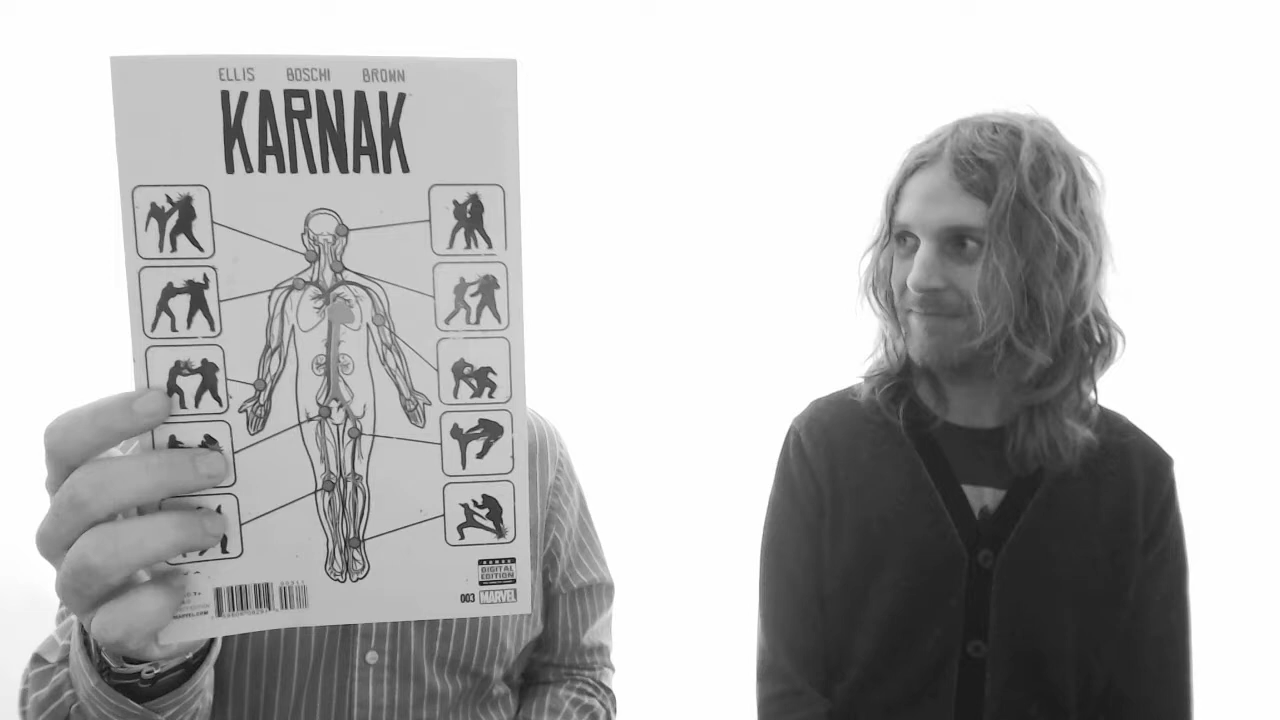 ELLIS BOSCHI BROWN
KARNAK
DIGITAL
EDITION
003 MARVEL